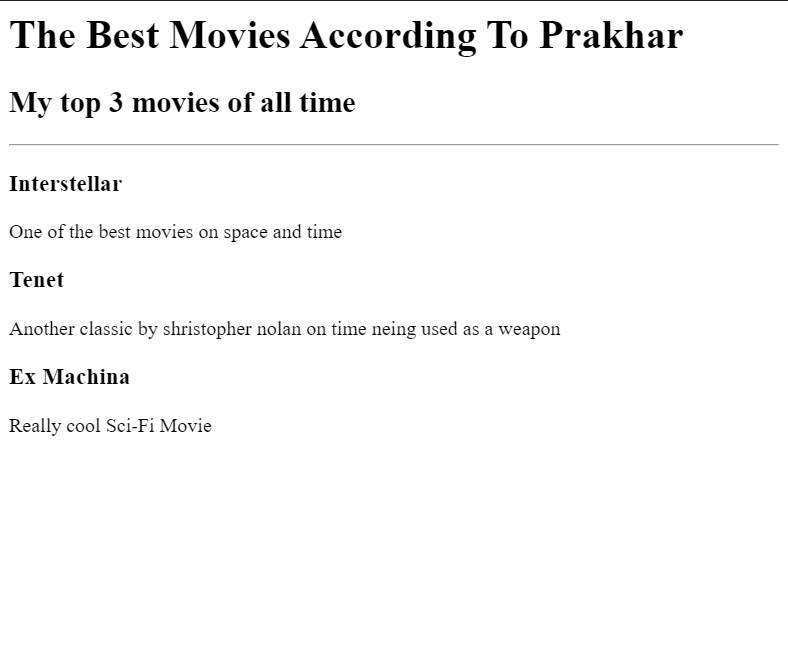 The Best Movies According To Prakhar
My top 3 movies of all time
Interstellar
One of the best movies on space and time
Tenet
Another classic by shristopher nolan on time neing used as a weapon
Ex Machina
Really cool Sci-Fi Movie